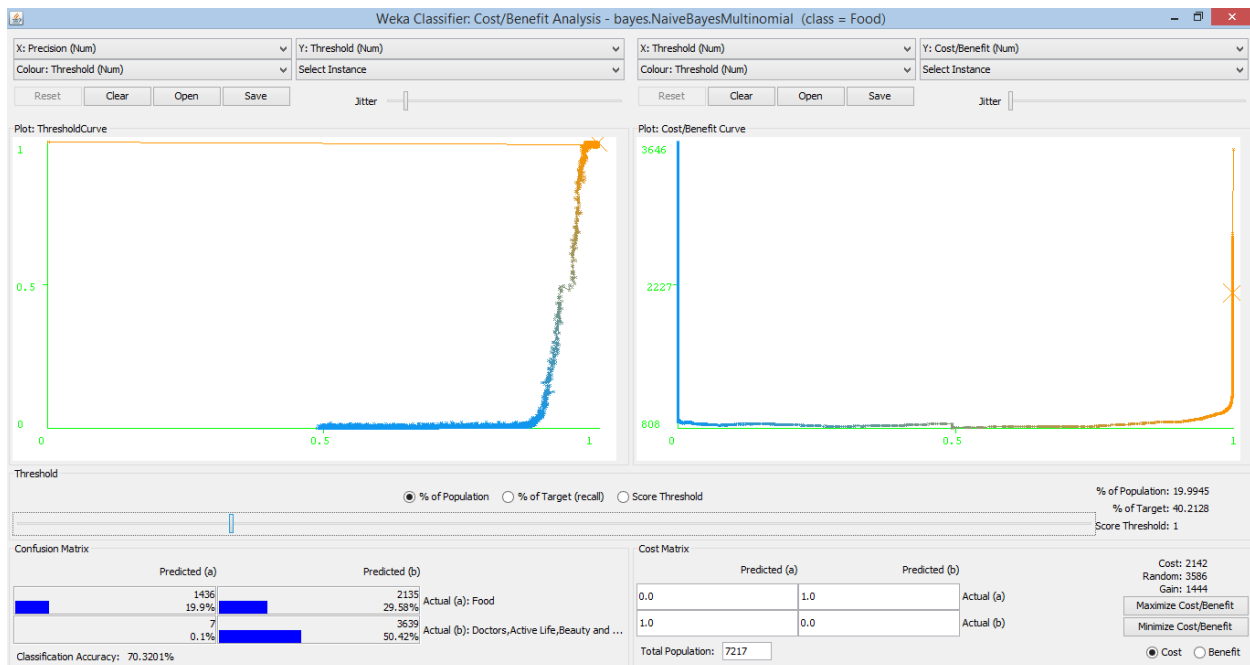 Weka Classifier: Cost/Benefit Analysis - bayes.NaiveBayesMultinomial (class = Food)
X: Precision (Num)
Y: Threshold (Num)
Colour: Threshold (Num)
Select Instance
Reset
Clear
Open
Save
Jitter
X: Threshold (Num)
Y: Cost/Benefit (Num)
Colour: Threshold (Num)
Select Instance
Reset
Clear
Open
Save
Jitter
Plot: ThresholdCurve
1
0.5
0
0
0.5
1
Plot: Cost/Benefit Curve
3646
2227
808
0
0.5
1
Threshold
% of Population
% of Target (recall)
Score Threshold
% of Population: 19.9945
% of Target: 40.2128
Score Threshold: 1
Confusion Matrix
Predicted (a)
Predicted (b)
1436
19.9%
2135
29.58%
Actual (a): Food
7
0.1%
3639
50.42%
Actual (b): Doctors,Active Life,Beauty and ...
Classification Accuracy: 70.3201%
Cost Matrix
Predicted (a)
Predicted (b)
0.0
1.0
Actual (a)
1.0
0.0
Actual (b)
Total Population: 7217
Cost: 2142
Random: 3586
Gain: 1444
Maximize Cost/Benefit
Minimize Cost/Benefit
Cost
Benefit